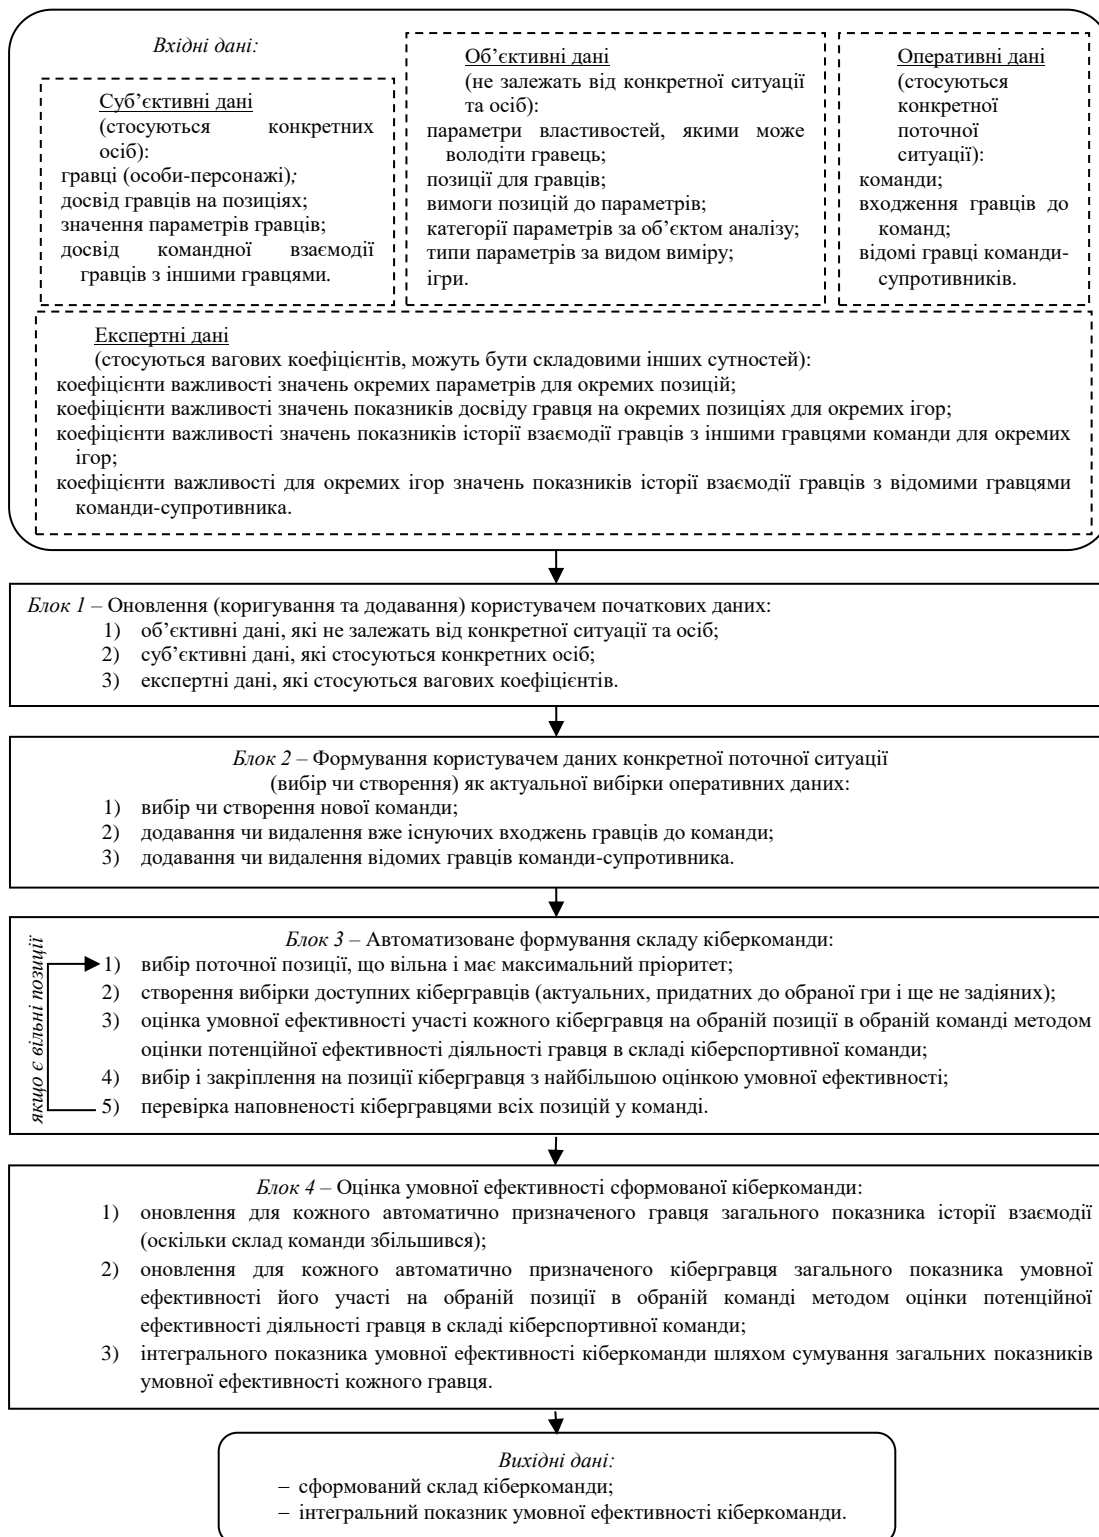 Вхідні дані:
Суб’єктивні дані
(стосуються конкретних
осіб):
гравці (особи-персонажі);
досвід гравців на позиціях;
значення параметрів гравців;
досвід командної взаємодії
гравців з іншими гравцями.
Об’єктивні дані
(не залежать від конкретної ситуації
та осіб):
параметри властивостей, якими може
володіти гравець;
позиції для гравців;
вимоги позицій до параметрів;
категорії параметрів за об’єктом аналізу;
типи параметрів за видом виміру;
ігри.
Оперативні дані
(стосуються
конкретної
поточної
ситуації):
команди;
входження гравців до
команд;
відомі гравці команди-
супротивників.
Експертні дані
(стосуються вагових коефіцієнтів, можуть бути складовими інших сутностей):
коефіцієнти важливості значень окремих параметрів для окремих позицій;
коефіцієнти важливості значень показників досвіду гравця на окремих позиціях для окремих ігор;
коефіцієнти важливості значень показників історії взаємодії гравців з іншими гравцями команди для окремих
ігор;
коефіцієнти важливості для окремих ігор значень показників історії взаємодії гравців з відомими гравцями
команди-супротивника.
Блок 1 – Оновлення (коригування та додавання) користувачем початкових даних:
1) об’єктивні дані, які не залежать від конкретної ситуації та осіб;
2) суб’єктивні дані, які стосуються конкретних осіб;
3) експертні дані, які стосуються вагових коефіцієнтів.
Блок 2 – Формування користувачем даних конкретної поточної ситуації
(вибір чи створення) як актуальної вибірки оперативних даних:
1) вибір чи створення нової команди;
2) додавання чи видалення вже існуючих входжень гравців до команди;
3) додавання чи видалення відомих гравців команди-супротивника.
якщо є вільні позиції
Блок 3 – Автоматизоване формування складу кіберкоманди:
1) вибір поточної позиції, що вільна і має максимальний пріоритет;
2) створення вибірки доступних кібергравців (актуальних, придатних до обраної гри і ще не задіяних);
3) оцінка умовної ефективності участі кожного кібергравця на обраній позиції в обраній команді методом
оцінки потенційної ефективності діяльності гравця в складі кіберспортивної команди;
4) вибір і закріплення на позиції кібергравця з найбільшою оцінкою умовної ефективності;
5) перевірка наповненості кібергравцями всіх позицій у команді.
Блок 4 – Оцінка умовної ефективності сформованої кіберкоманди:
1) оновлення для кожного автоматично призначеного гравця загального показника історії взаємодії
(оскільки склад команди збільшився);
2) оновлення для кожного автоматично призначеного кібергравця загального показника умовної
ефективності його участі на обраній позиції в обраній команді методом оцінки потенційної
ефективності діяльності гравця в складі кіберспортивної команди;
3) інтегрального показника умовної ефективності кіберкоманди шляхом сумування загальних показників
умовної ефективності кожного гравця.
Вихідні дані:
– сформований склад кіберкоманди;
– інтегральний показник умовної ефективності кіберкоманди.